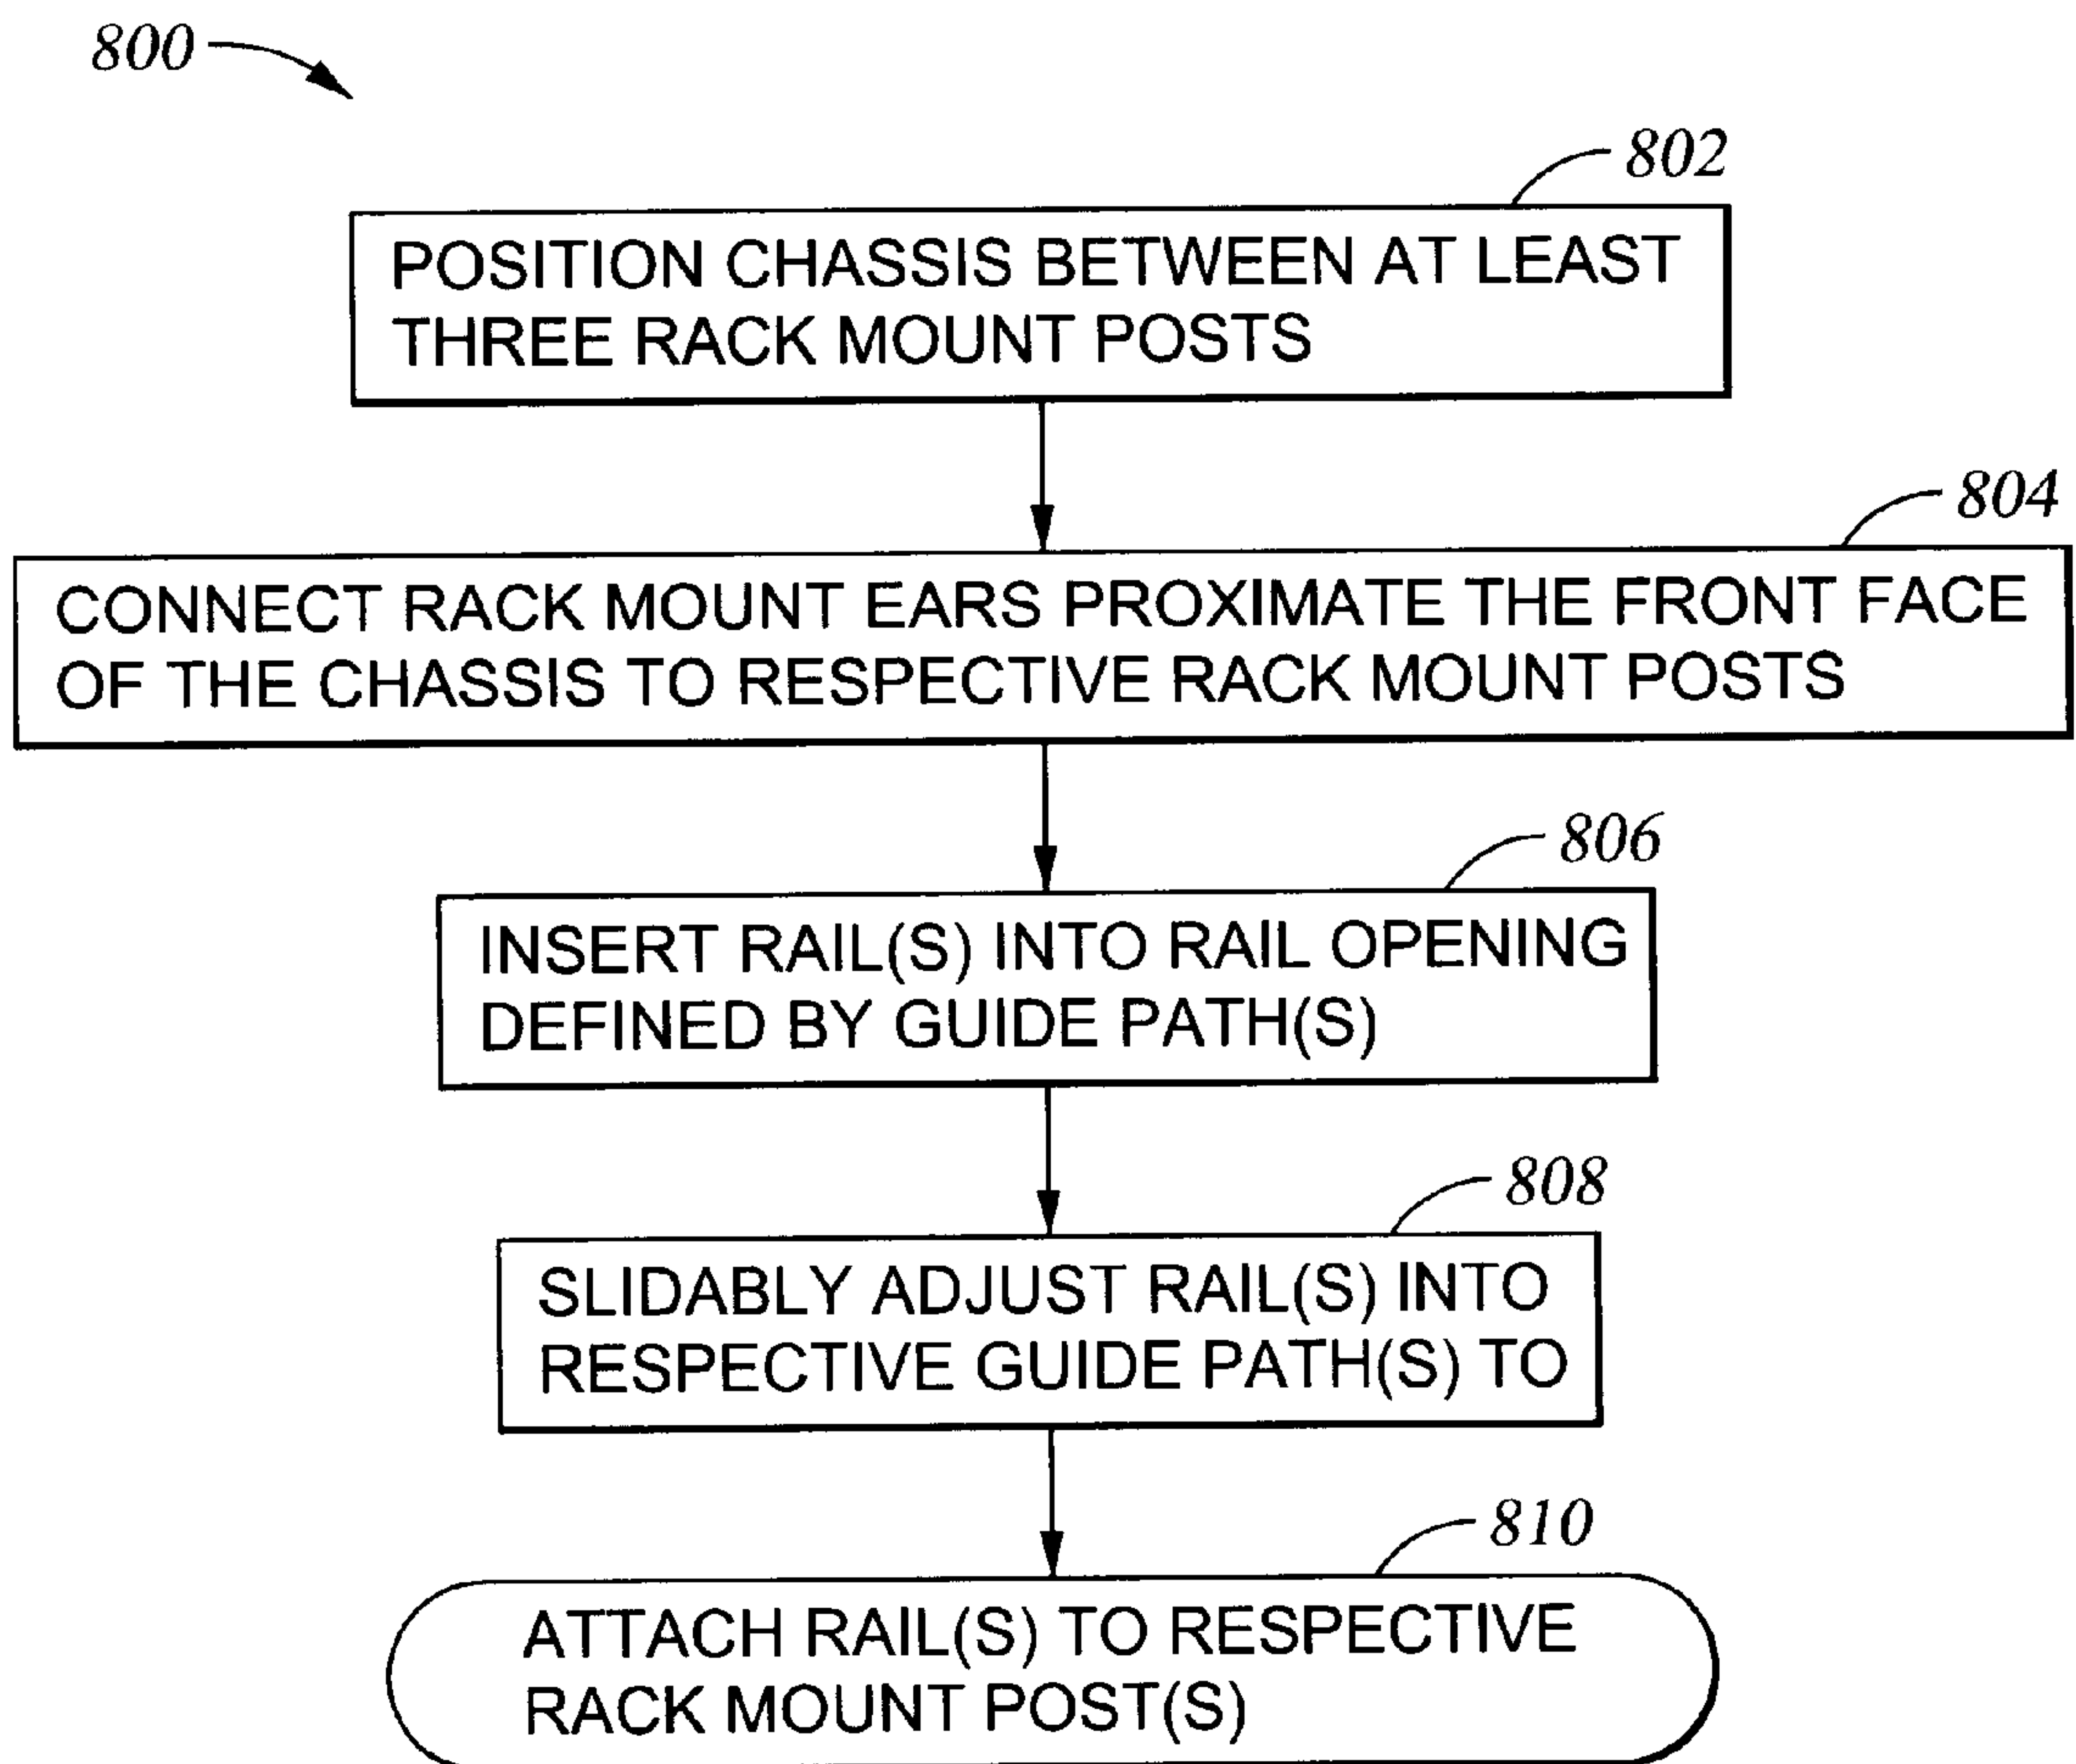 800
802
POSITION CHASSIS BETWEEN AT LEAST
THREE RACK MOUNT POSTS
804
CONNECT RACK MOUNT EARS PROXIMATE THE FRONT FACE
OF THE CHASSIS TO RESPECTIVE RACK MOUNT POSTS
806
INSERT RAIL(S) INTO RAIL OPENING
DEFINED BY GUIDE PATH(S)
808
SLIDABLY ADJUST RAIL(S) INTO
RESPECTIVE GUIDE PATH(S) TO
810
ATTACH RAIL(S) TO RESPECTIVE
RACK MOUNT POST(S)